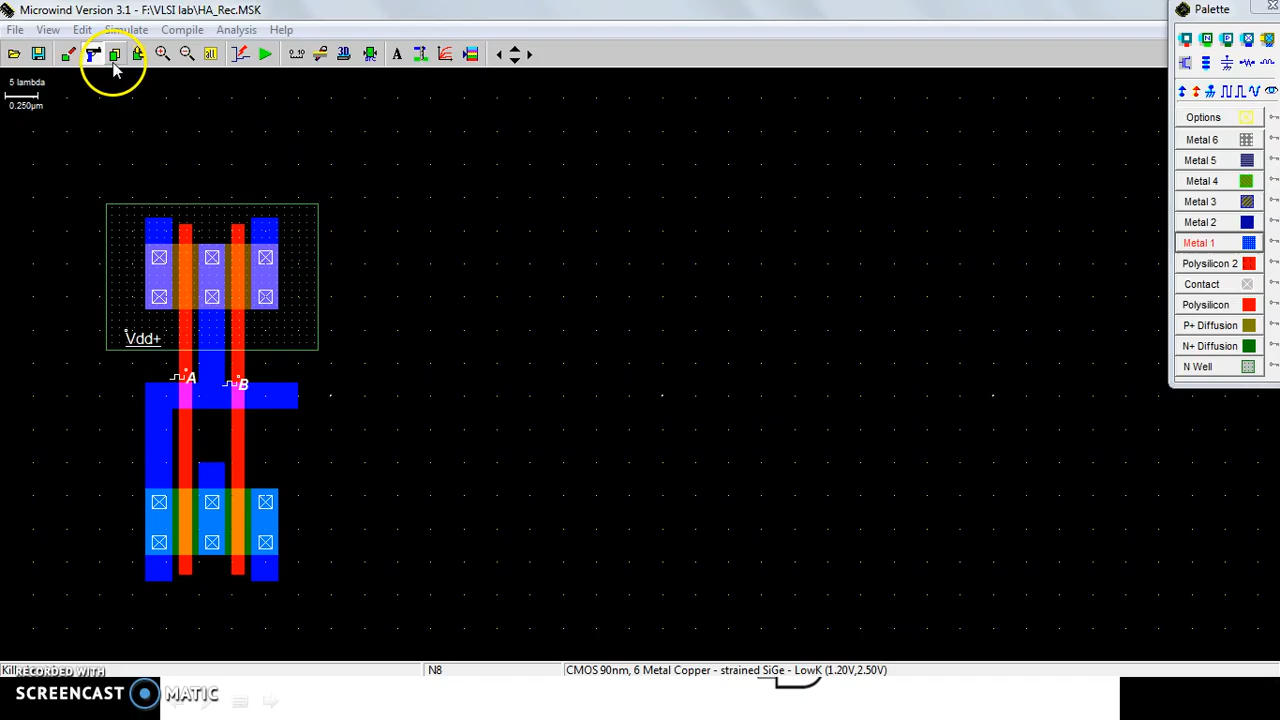 Microwind Version 3.1 - F:\VLSI lab\HA_Rec.MSK
File View Edit Simulate Compile Analysis Help
5 lambda
0.250µm
Vdd+
A
B
Palette
Options
Metal 6
Metal 5
Metal 4
Metal 3
Metal 2
Metal 1
Polysilicon 2
Contact
Polysilicon
P+ Diffusion
N+ Diffusion
N Well
N8
CMOS 90nm, 6 Metal Copper - strained SiGe - LowK (1.20V,2.50V)
RECORDED WITH
SCREENCAST MATIC